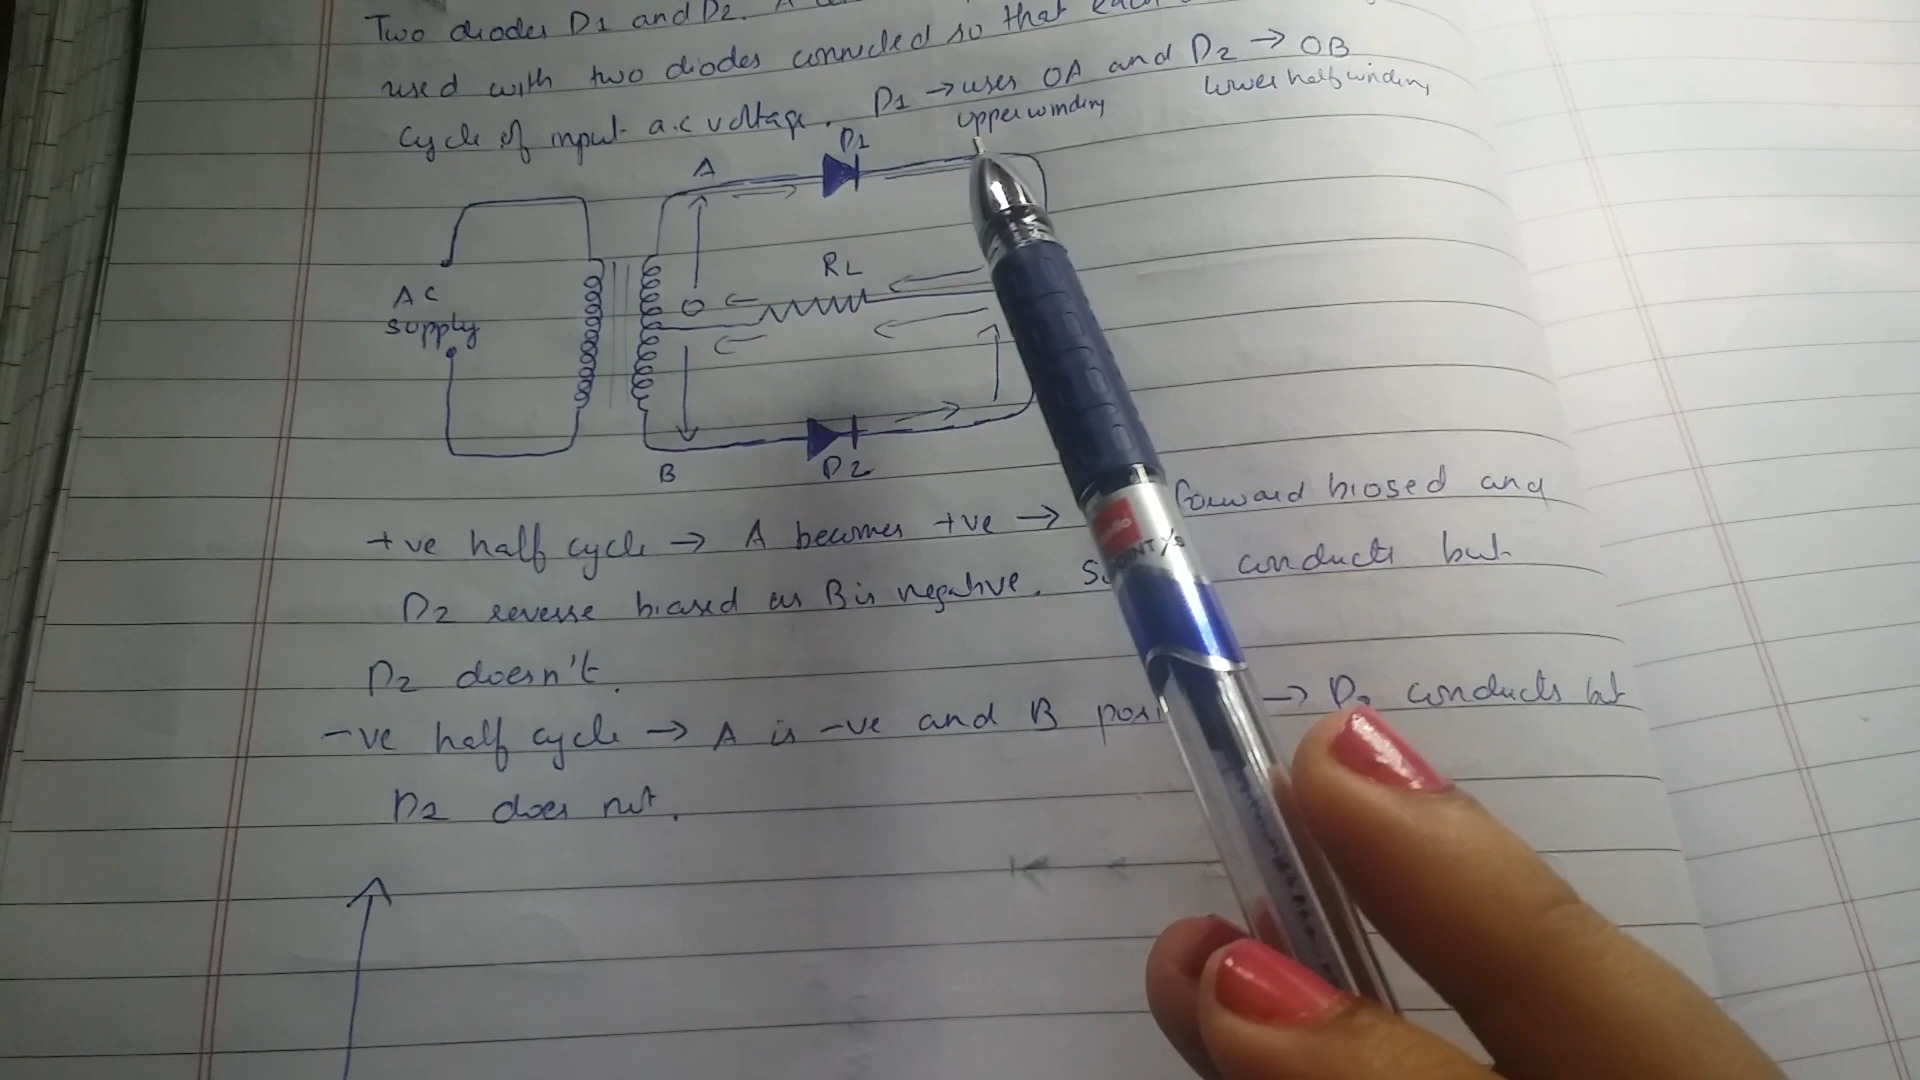 Two diodes D1 and D2. A
used with two diodes connected so that each
cycle of input a.c voltage. D1 → uses OA and D2 → OB
upper winding lower half winding
D1
A
RL
AC
supply
O
B
D2
+ve half cycle → A becomes +ve → forward biased and
D2 reverse biased as B is negative. conducts but
D2 doesn't.
-ve half cycle → A is -ve and B posi → D2 conducts but
D2 does not.